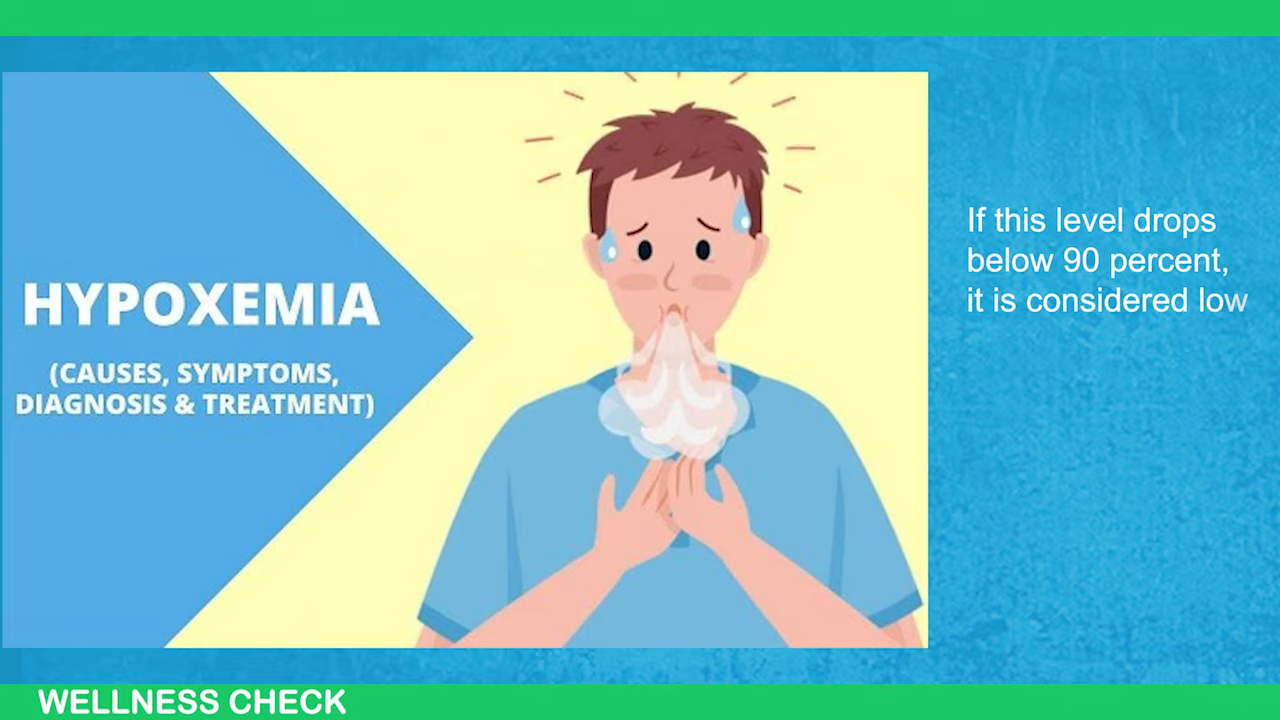 HYPOXEMIA
(CAUSES, SYMPTOMS,
DIAGNOSIS & TREATMENT)
If this level drops
below 90 percent,
it is considered low
WELLNESS CHECK